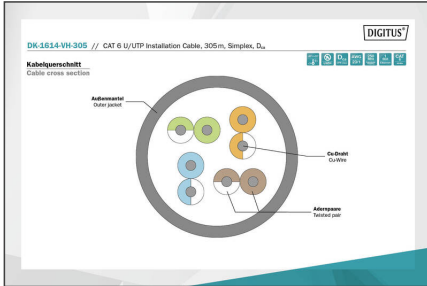 DIGITUS®
DK-1614-VH-305 // CAT 6 U/UTP Installation Cable, 305 m, Simplex, Dca
Kabelquerschnitt
Cable cross section
Außenmantel
Outer jacket
Cu-Draht
Cu-Wire
Aderpaare
Twisted pair